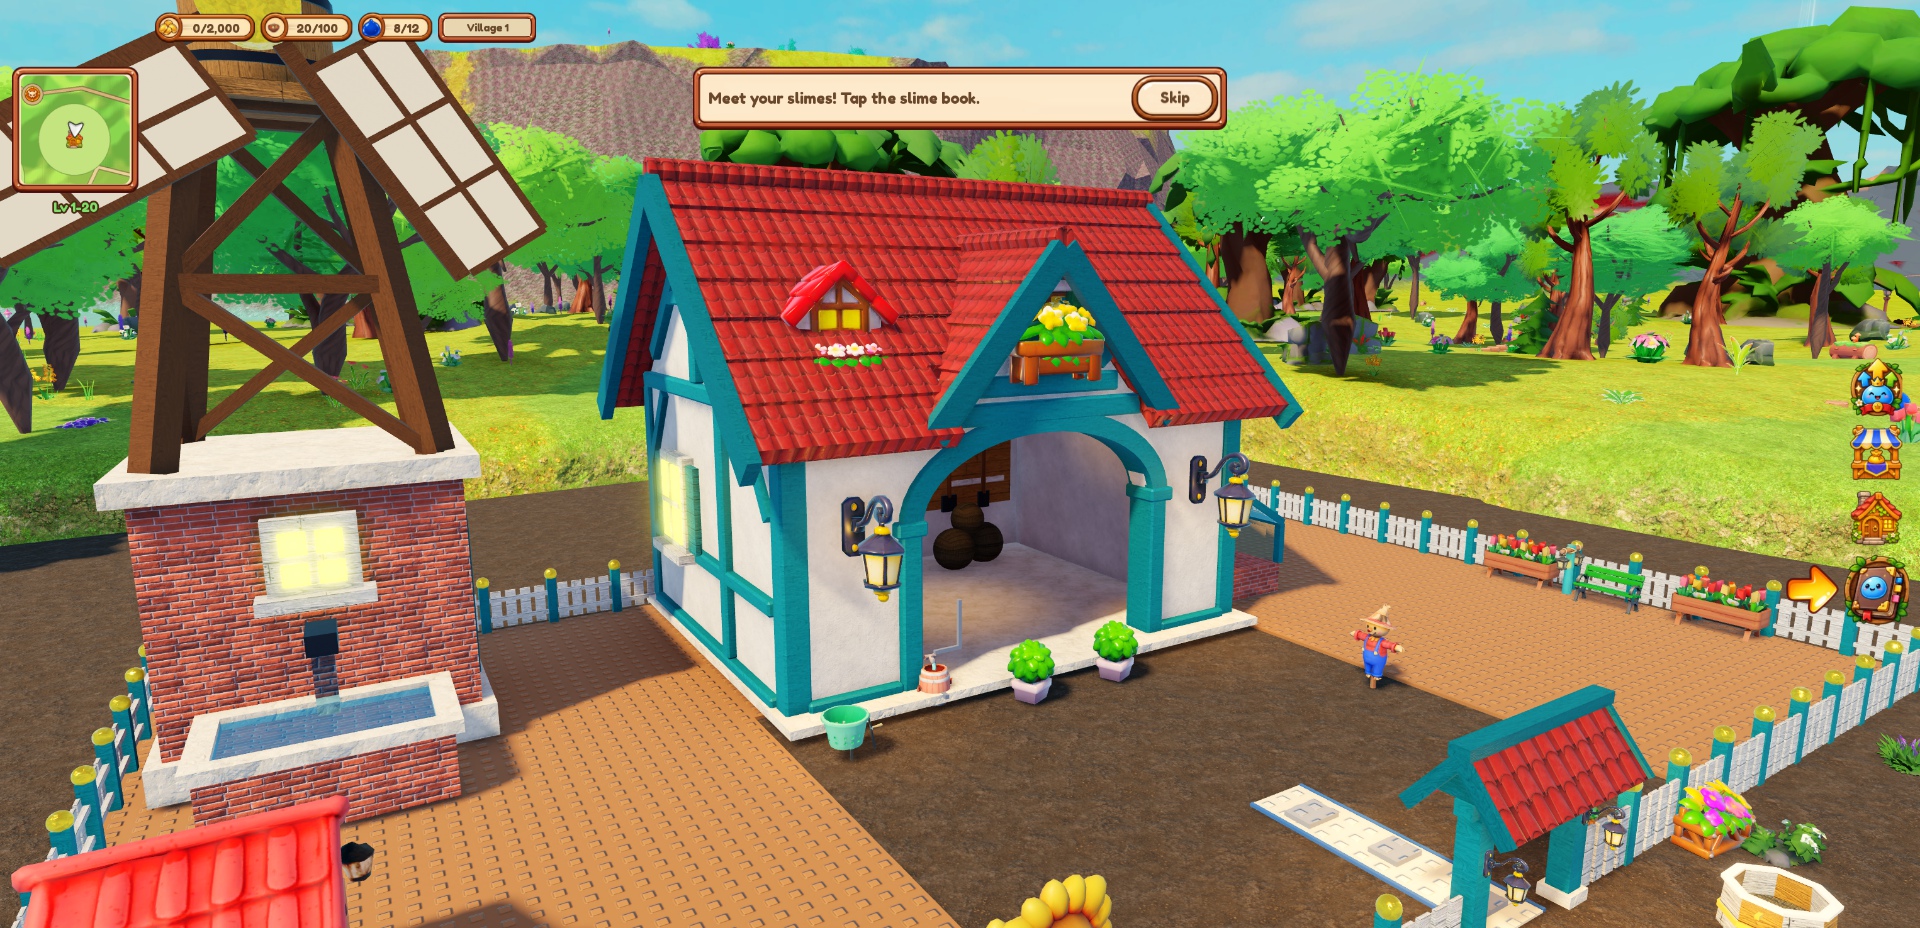 0/2,000
20/100
8/12
Village 1
Meet your slimes! Tap the slime book.
Skip
Lv 1-20